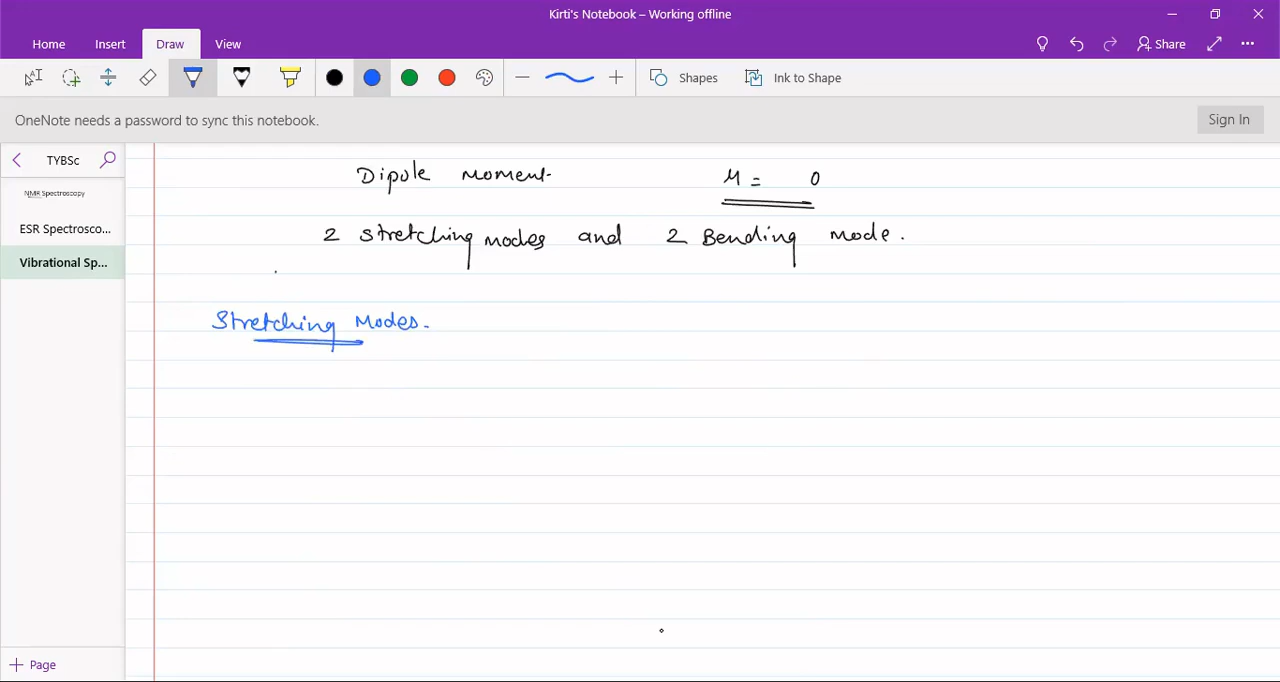 Kirti's Notebook – Working offline
Home Insert Draw View
Share
Shapes Ink to Shape
OneNote needs a password to sync this notebook. Sign In
TYBSc
NMR Spectroscopy
ESR Spectrosco...
Vibrational Sp...
Dipole moment. μ = 0
2 stretching modes and 2 Bending mode.
Stretching Modes.
+ Page